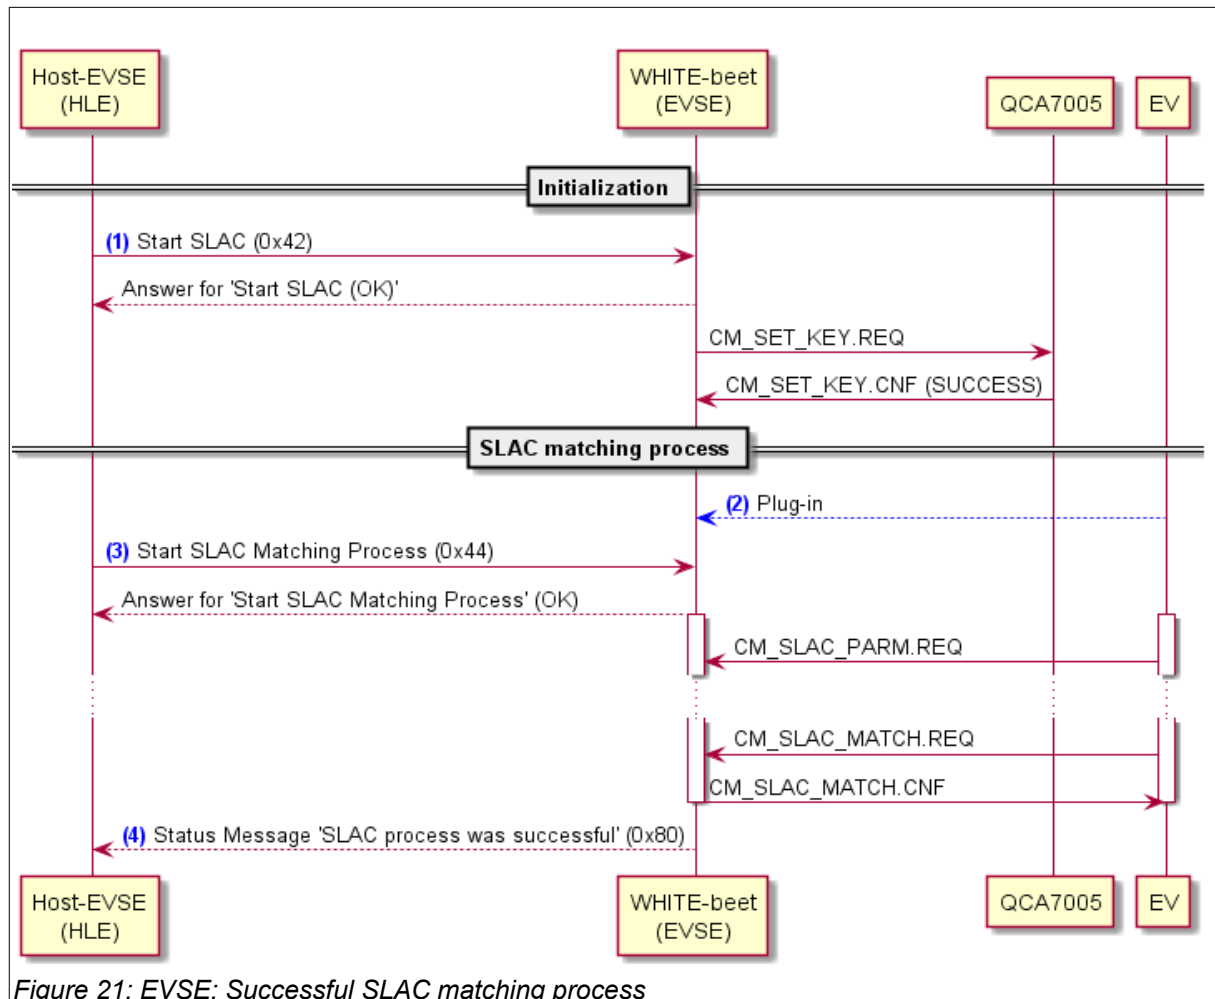 Host-EVSE
(HLE)
WHITE-beet
(EVSE)
QCA7005
EV
Initialization
(1) Start SLAC (0x42)
Answer for 'Start SLAC (OK)'
CM_SET_KEY.REQ
CM_SET_KEY.CNF (SUCCESS)
SLAC matching process
(2) Plug-in
(3) Start SLAC Matching Process (0x44)
Answer for 'Start SLAC Matching Process' (OK)
CM_SLAC_PARM.REQ
CM_SLAC_MATCH.REQ
CM_SLAC_MATCH.CNF
(4) Status Message 'SLAC process was successful' (0x80)
Host-EVSE
(HLE)
WHITE-beet
(EVSE)
QCA7005
EV
Figure 21: EVSE: Successful SLAC matching process